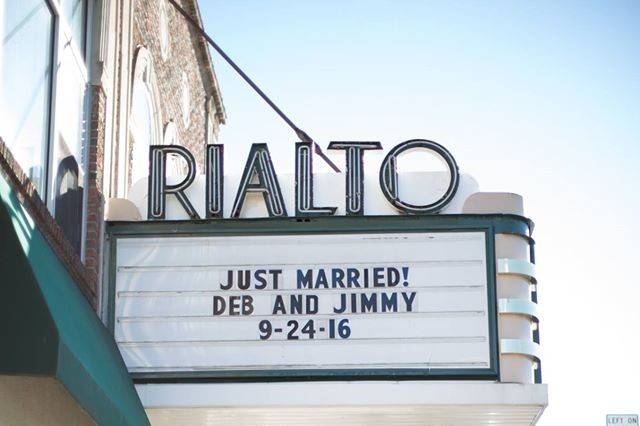 RIALTO
JUST MARRIED!
DEB AND JIMMY
9-24-16
LEFT ON